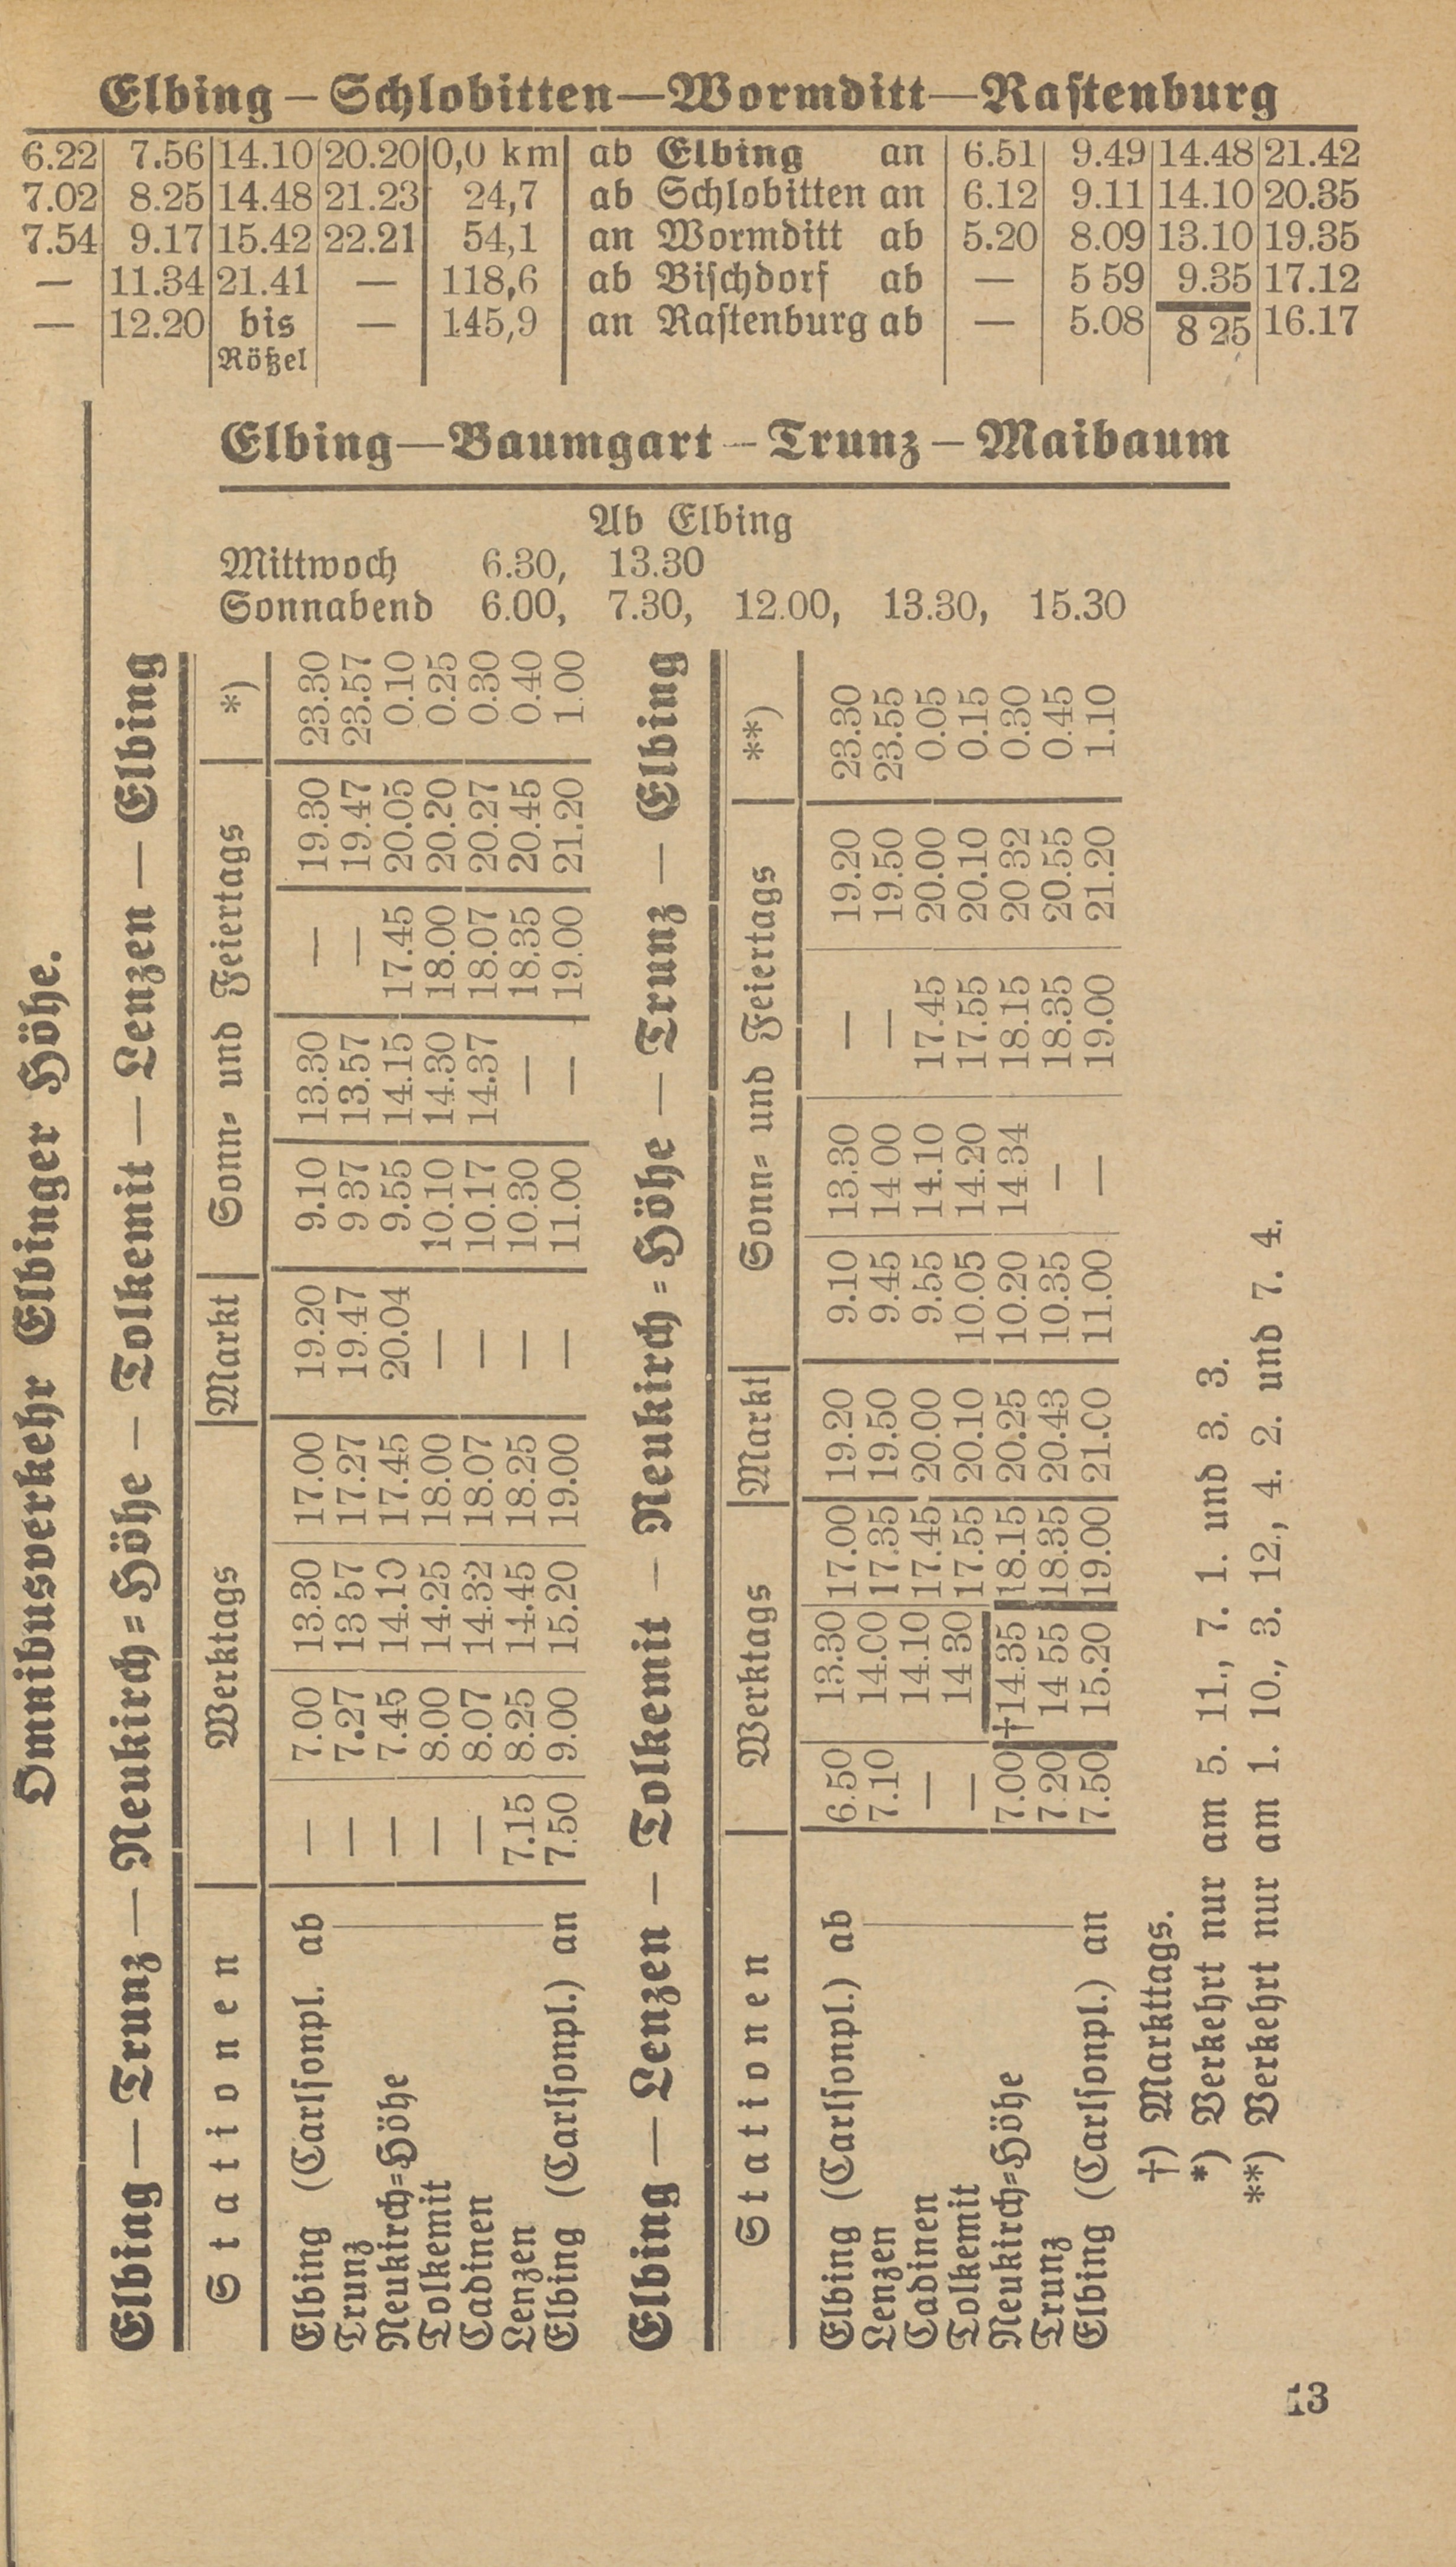 Elbing – Schlobitten — Wormditt — Rastenburg
6.22 7.56 14.10 20.20 0,0 km ab Elbing an 6.51 9.49 14.48 21.42
7.02 8.25 14.48 21.23 24,7 ab Schlobitten an 6.12 9.11 14.10 20.35
7.54 9.17 15.42 22.21 54,1 an Wormditt ab 5.20 8.09 13.10 19.35
— 11.34 21.41 — 118,6 ab Bischdorf ab — 5 59 9.35 17.12
— 12.20 bis — 145,9 an Rastenburg ab — 5.08 8 25 16.17
Rößel
Elbing—Baumgart – Trunz – Maibaum
Ab Elbing
Mittwoch 6.30, 13.30
Sonnabend 6.00, 7.30, 12.00, 13.30, 15.30
Omnibusverkehr Elbinger Höhe.
Elbing — Trunz — Neukirch=Höhe – Tolkemit — Lenzen — Elbing
Stationen Werktags Markt Sonn= und Feiertags *)
Elbing (Carlsonpl. ab — 7.00 13.30 17.00 19.20 9.10 13.30 — 19.30 23.30
Trunz — 7.27 13 57 17.27 19.47 9 37 13.57 — 19.47 23.57
Neukirch=Höhe — 7.45 14.10 17.45 20.04 9.55 14.15 17.45 20.05 0.10
Tolkemit — 8.00 14.25 18.00 — 10.10 14.30 18.00 20.20 0.25
Cadinen — 8.07 14.32 18.07 — 10.17 14.37 18.07 20.27 0.30
Lenzen 7.15 8.25 14.45 18.25 — 10.30 — 18.35 20.45 0.40
Elbing (Carlsonpl.) an 7.50 9.00 15.20 19.00 — 11.00 — 19.00 21.20 1.00
Elbing — Lenzen — Tolkemit – Neukirch=Höhe — Trunz — Elbing
Stationen Werktags Markt Sonn= und Feiertags **)
Elbing (Carlsonpl.) ab 6.50 13.30 17.00 19.20 9.10 13.30 — 19.20 23.30
Lenzen 7.10 14.00 17.35 19.50 9.45 14 00 — 19.50 23.55
Cadinen — 14.10 17.45 20.00 9.55 14.10 17.45 20.00 0.05
Tolkemit — 14 30 17.55 20.10 10.05 14.20 17.55 20.10 0.15
Neukirch=Höhe 7.00 †14.35 18.15 20.25 10.20 14 34 18.15 20 32 0.30
Trunz 7.20 14 55 18.35 20.43 10.35 — 18.35 20.55 0.45
Elbing (Carlsonpl.) an 7.50 15.20 19.00 21.00 11.00 — 19.00 21.20 1.10
†) Markttags.
*) Verkehrt nur am 5. 11., 7. 1. und 3. 3.
**) Verkehrt nur am 1. 10., 3. 12., 4. 2. und 7. 4.
13